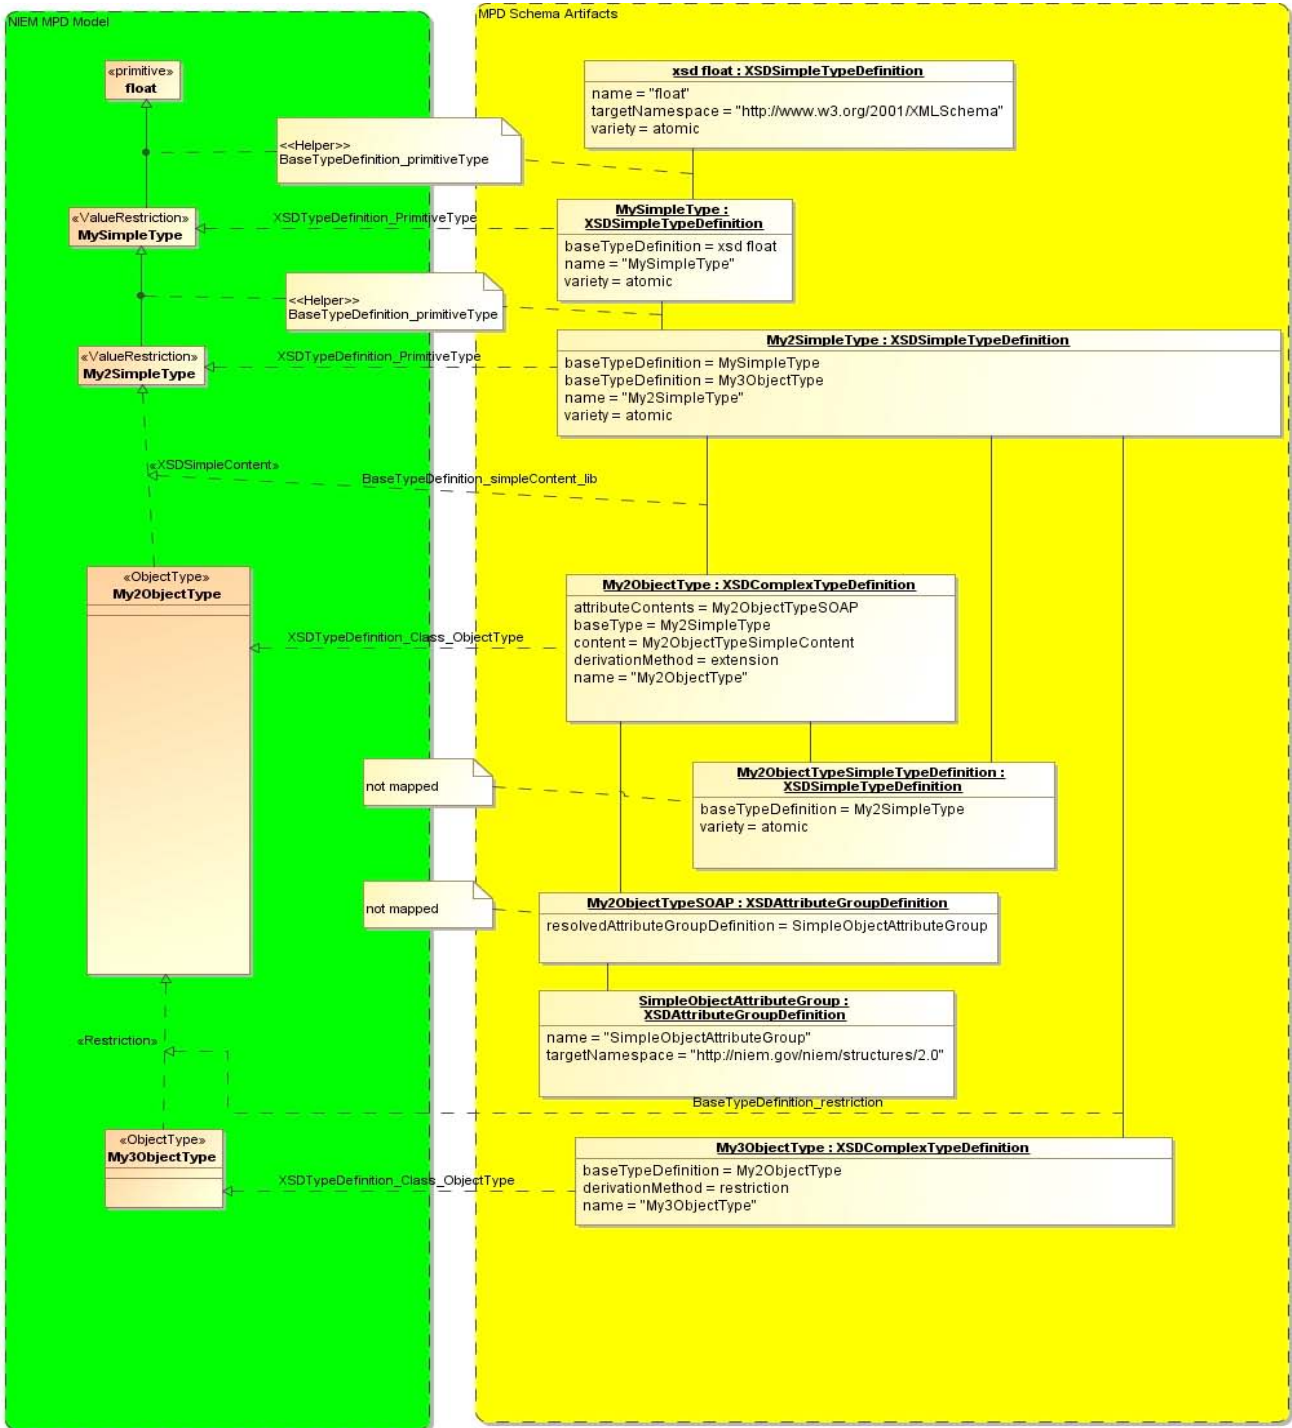 NIEM MPD Model
MPD Schema Artifacts
«primitive»
float
xsd float : XSDSimpleTypeDefinition
name = "float"
targetNamespace = "http://www.w3.org/2001/XMLSchema"
variety = atomic
<<Helper>>
BaseTypeDefinition_primitiveType
«ValueRestriction»
MySimpleType
XSDTypeDefinition_PrimitiveType
MySimpleType :
XSDSimpleTypeDefinition
baseTypeDefinition = xsd float
name = "MySimpleType"
variety = atomic
<<Helper>>
BaseTypeDefinition_primitiveType
«ValueRestriction»
My2SimpleType
XSDTypeDefinition_PrimitiveType
My2SimpleType : XSDSimpleTypeDefinition
baseTypeDefinition = MySimpleType
baseTypeDefinition = My3ObjectType
name = "My2SimpleType"
variety = atomic
«XSDSimpleContent»
BaseTypeDefinition_simpleContent_lib
«ObjectType»
My2ObjectType
XSDTypeDefinition_Class_ObjectType
My2ObjectType : XSDComplexTypeDefinition
attributeContents = My2ObjectTypeSOAP
baseType = My2SimpleType
content = My2ObjectTypeSimpleContent
derivationMethod = extension
name = "My2ObjectType"
not mapped
My2ObjectTypeSimpleTypeDefinition :
XSDSimpleTypeDefinition
baseTypeDefinition = My2SimpleType
variety = atomic
not mapped
My2ObjectTypeSOAP : XSDAttributeGroupDefinition
resolvedAttributeGroupDefinition = SimpleObjectAttributeGroup
SimpleObjectAttributeGroup :
XSDAttributeGroupDefinition
name = "SimpleObjectAttributeGroup"
targetNamespace = "http://niem.gov/niem/structures/2.0"
«Restriction»
BaseTypeDefinition_restriction
«ObjectType»
My3ObjectType
XSDTypeDefinition_Class_ObjectType
My3ObjectType : XSDComplexTypeDefinition
baseTypeDefinition = My2ObjectType
derivationMethod = restriction
name = "My3ObjectType"